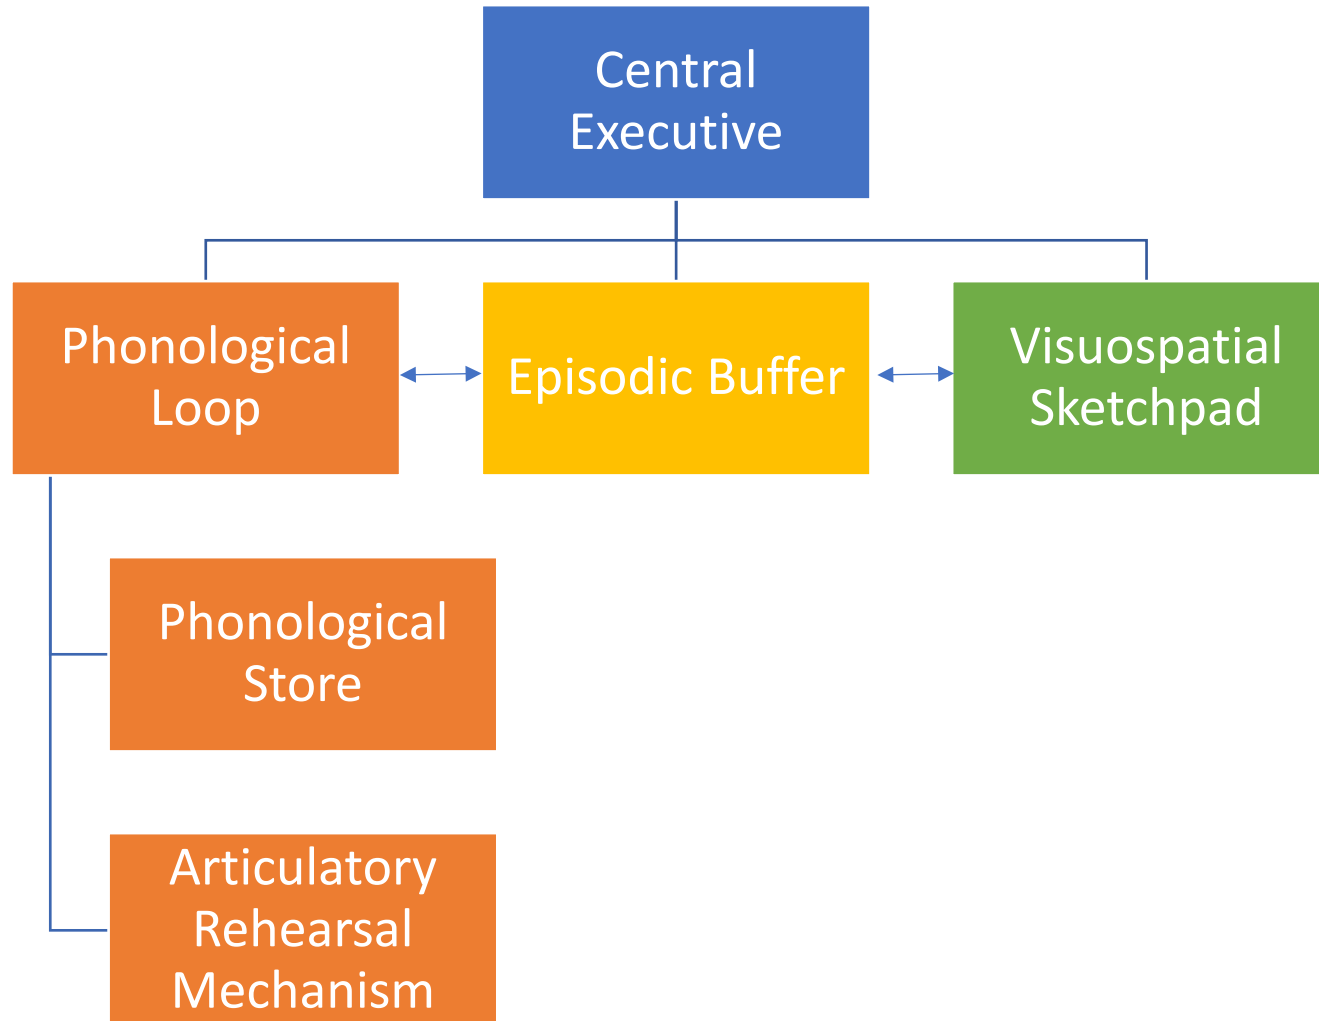 Central
Executive
Phonological
Loop
Episodic Buffer
Visuospatial
Sketchpad
Phonological
Store
Articulatory
Rehearsal
Mechanism